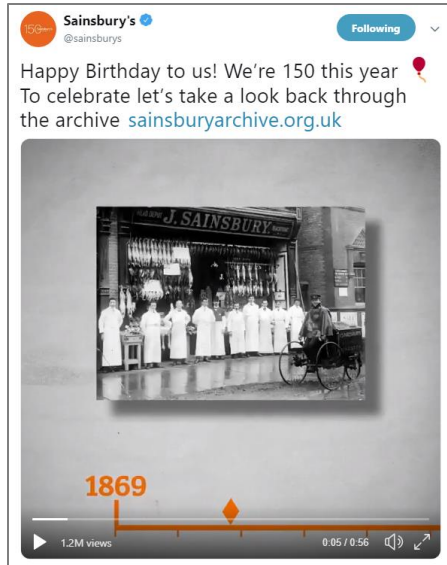 150
Sainsbury's
@sainsburys
Following
Happy Birthday to us! We're 150 this year
To celebrate let's take a look back through
the archive sainsburyarchive.org.uk
J. SAINSBURY.
1869
1.2M views
0:05 / 0:56